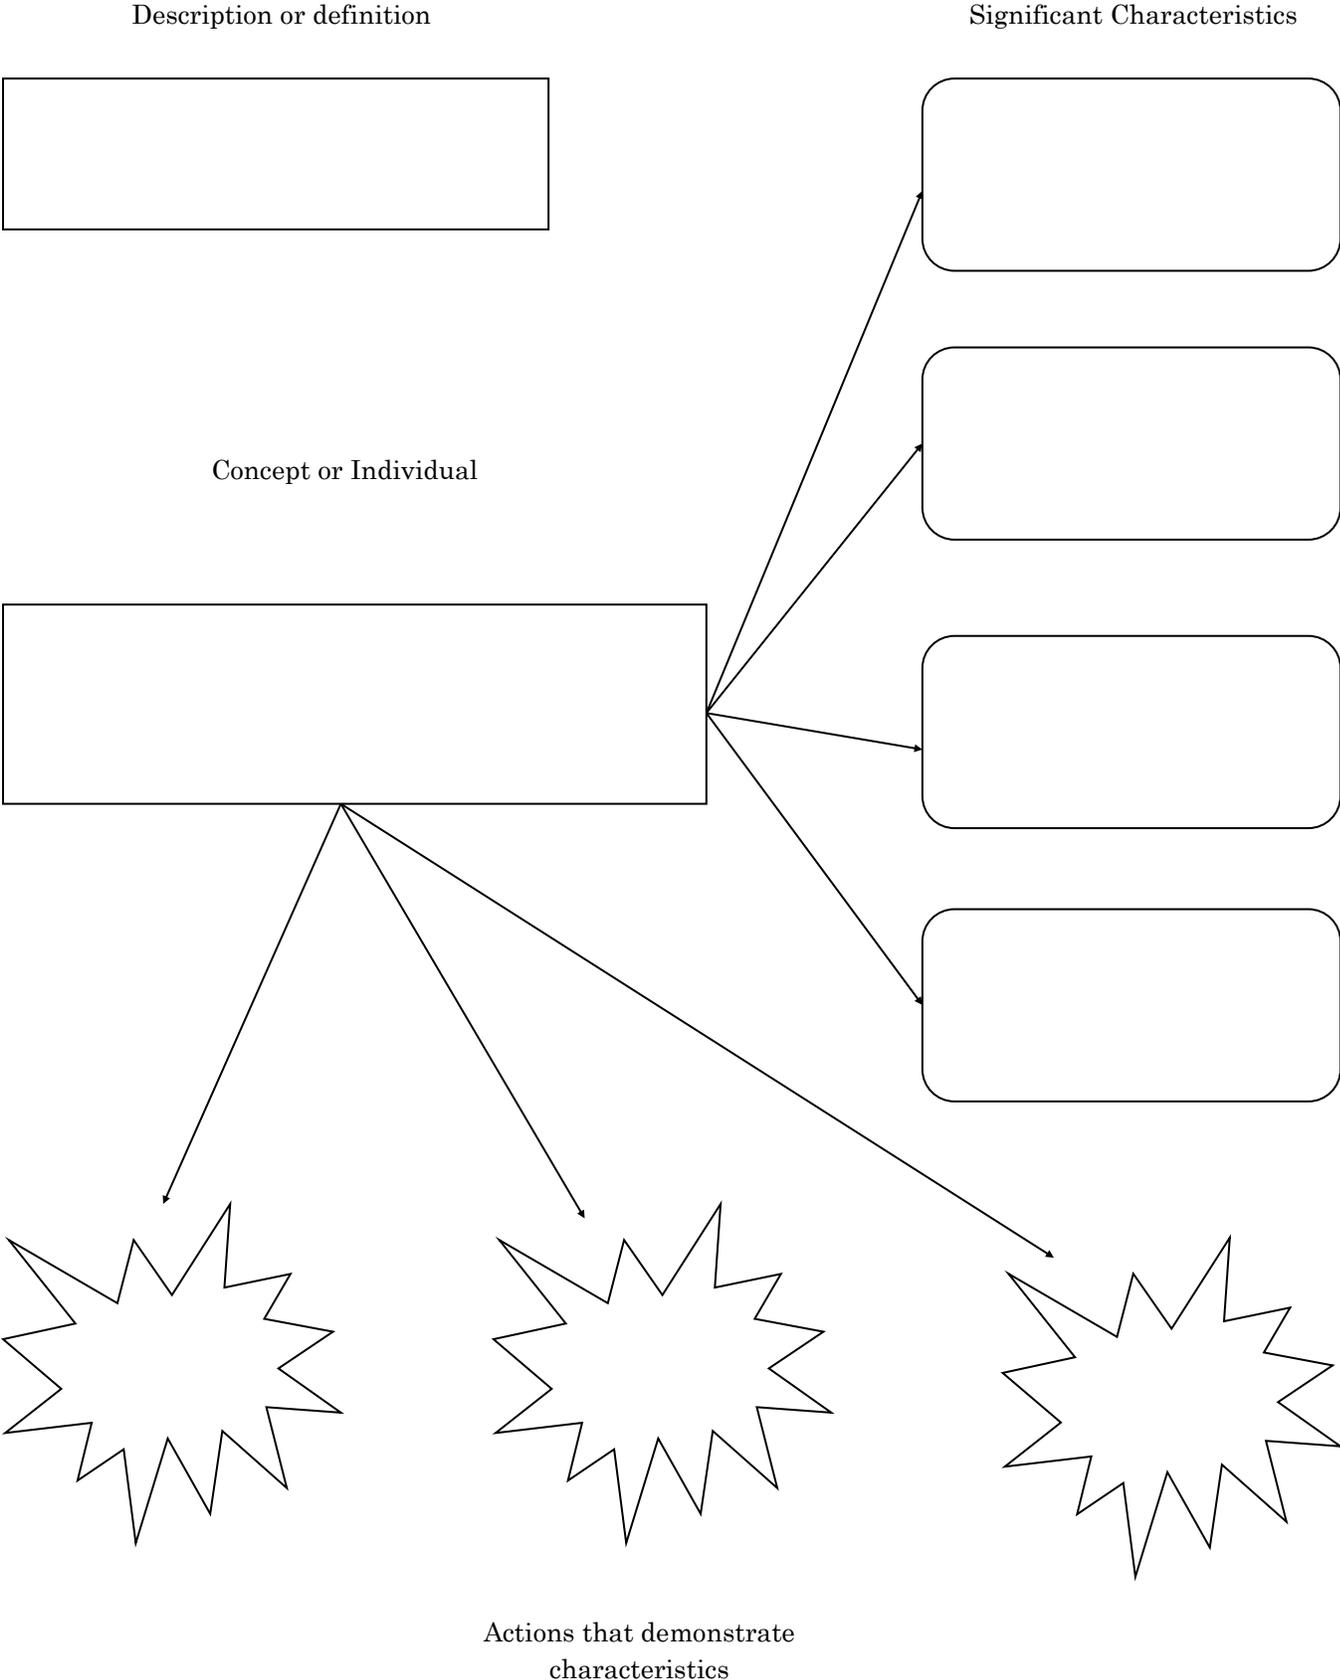 Description or definition
Significant Characteristics
Concept or Individual
Actions that demonstrate
characteristics